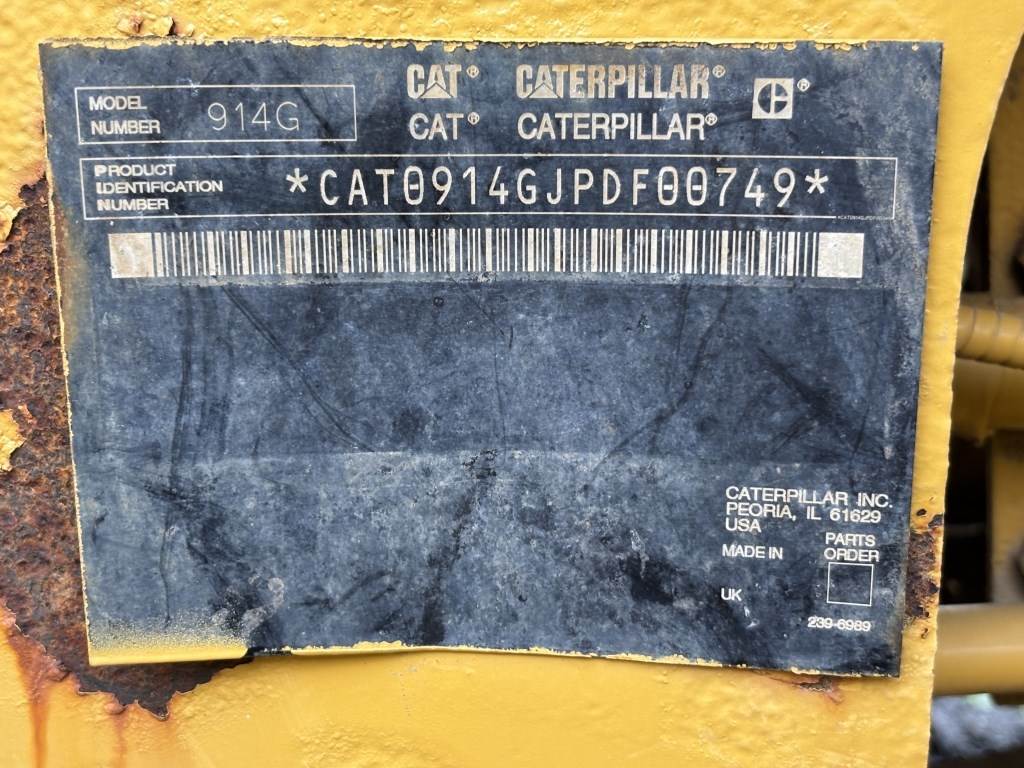 CAT® CATERPILLAR® ®
CAT® CATERPILLAR®
MODEL NUMBER 914G
PRODUCT
IDENTIFICATION
NUMBER
*CAT0914GJPDF00749*
CATERPILLAR INC.
PEORIA, IL 61629
USA
MADE IN
UK
PARTS
ORDER
239-6989